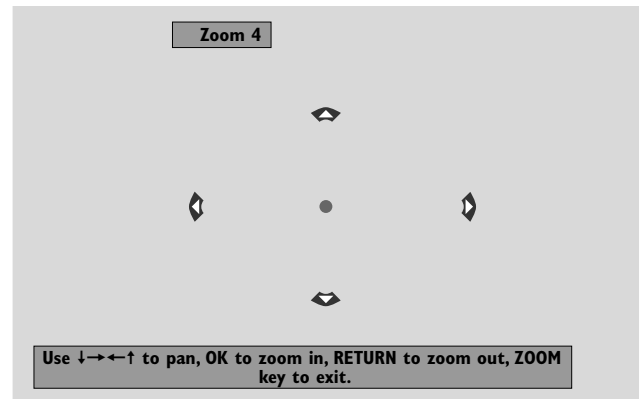 Zoom 4
Use ↓→←↑ to pan, OK to zoom in, RETURN to zoom out, ZOOM
key to exit.